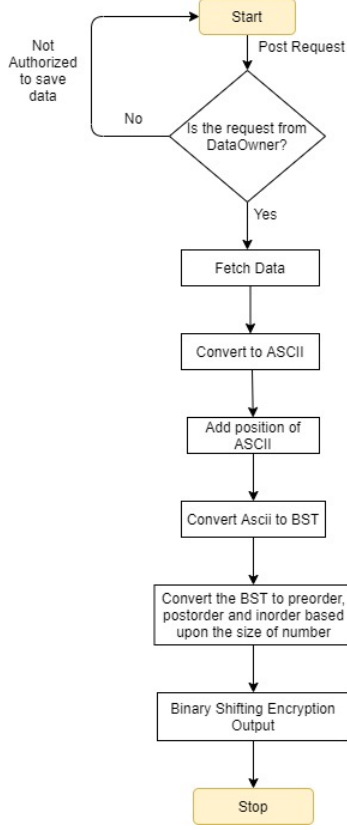 Start
Post Request
Not
Authorized
to save
data
No
Is the request from
DataOwner?
Yes
Fetch Data
Convert to ASCII
Add position of
ASCII
Convert Ascii to BST
Convert the BST to preorder,
postorder and inorder based
upon the size of number
Binary Shifting Encryption
Output
Stop